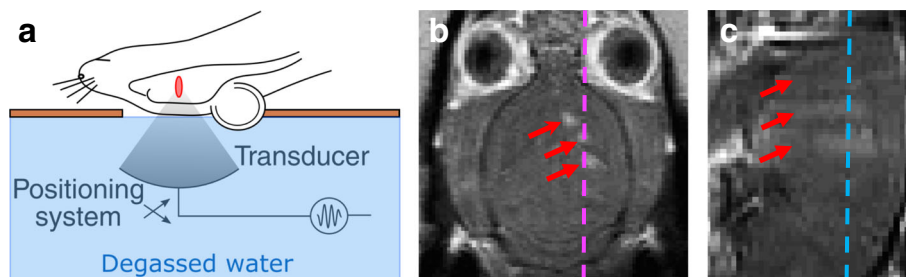 a
b
c
Transducer
Positioning
system
Degassed water